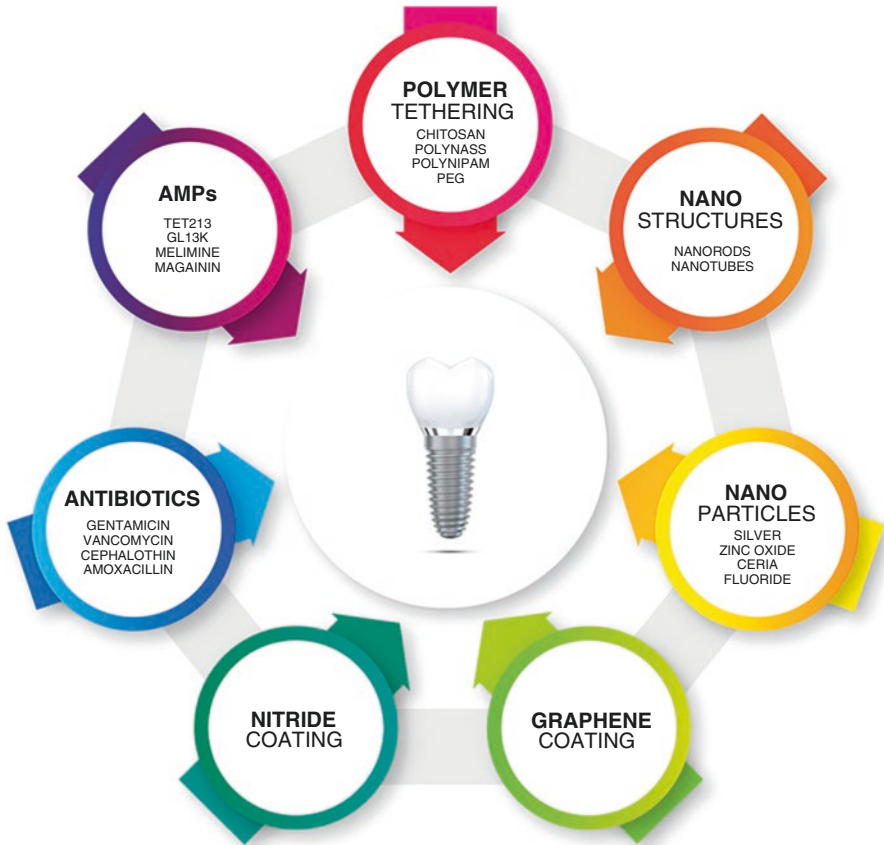 POLYMER
TETHERING
CHITOSAN
POLYNASS
POLYNIPAM
PEG
NANO
STRUCTURES
NANORODS
NANOTUBES
NANO
PARTICLES
SILVER
ZINC OXIDE
CERIA
FLUORIDE
GRAPHENE
COATING
NITRIDE
COATING
ANTIBIOTICS
GENTAMICIN
VANCOMYCIN
CEPHALOTHIN
AMOXACILLIN
AMPs
TET213
GL13K
MELIMINE
MAGAININ